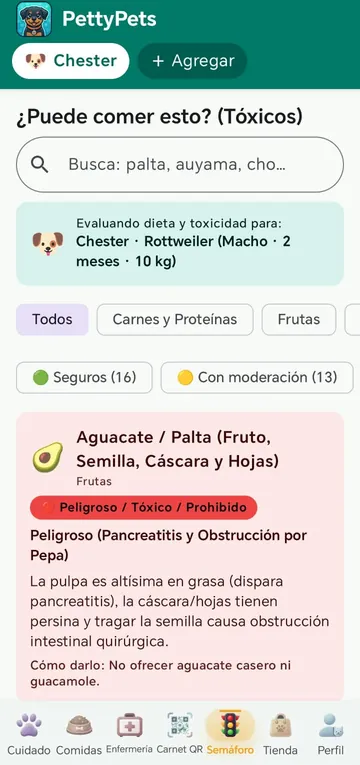 PettyPets
Chester
+ Agregar
¿Puede comer esto? (Tóxicos)
Busca: palta, auyama, cho...
Evaluando dieta y toxicidad para:
Chester · Rottweiler (Macho · 2
meses · 10 kg)
Todos
Carnes y Proteínas
Frutas
Seguros (16)
Con moderación (13)
Aguacate / Palta (Fruto,
Semilla, Cáscara y Hojas)
Frutas
Peligroso / Tóxico / Prohibido
Peligroso (Pancreatitis y Obstrucción por
Pepa)
La pulpa es altísima en grasa (dispara
pancreatitis), la cáscara/hojas tienen
persina y tragar la semilla causa obstrucción
intestinal quirúrgica.
Cómo darlo: No ofrecer aguacate casero ni
guacamole.
Cuidado
Comidas
Enfermería
Carnet QR
Semáforo
Tienda
Perfil